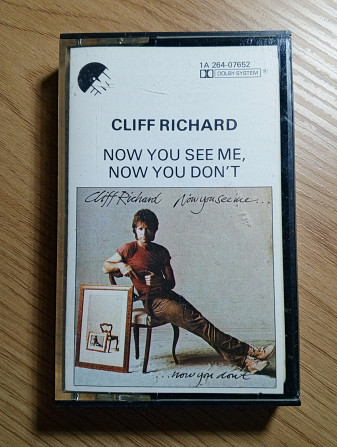 EMI
1A 264-07652
DOLBY SYSTEM ®
CLIFF RICHARD
NOW YOU SEE ME,
NOW YOU DON'T
Cliff Richard Now you see me...
...now you don't